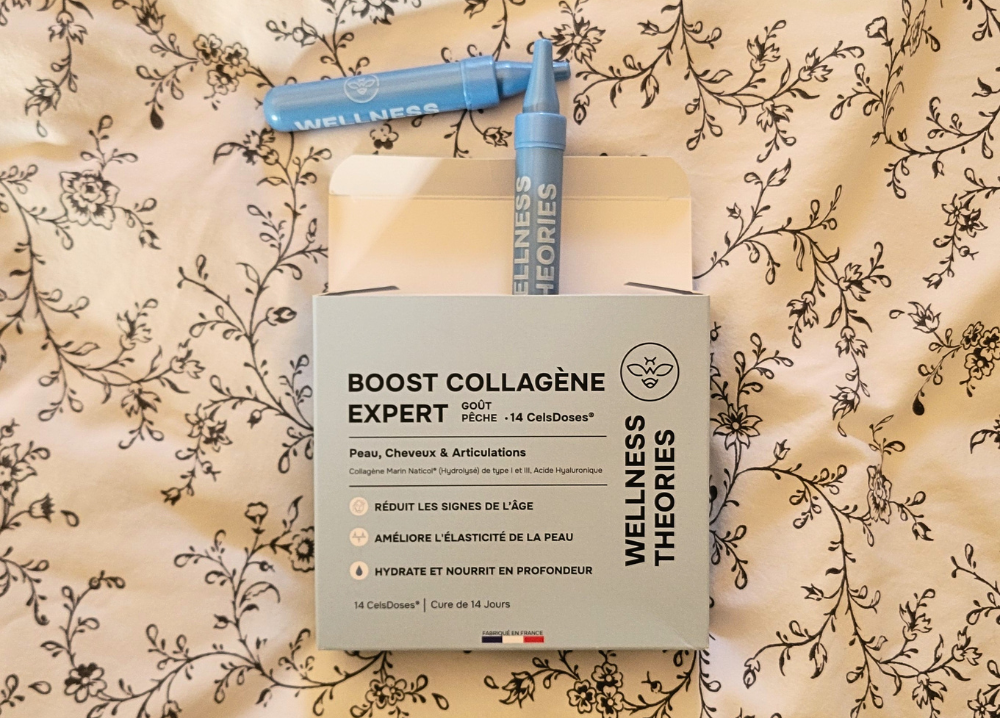 WELLNESS
WELLNESS
THEORIES
BOOST COLLAGÈNE
EXPERT GOÛT PÊCHE · 14 CelsDoses®
Peau, Cheveux & Articulations
Collagène Marin Naticol® (Hydrolysé) de type I et III, Acide Hyaluronique
RÉDUIT LES SIGNES DE L'ÂGE
AMÉLIORE L'ÉLASTICITÉ DE LA PEAU
HYDRATE ET NOURRIT EN PROFONDEUR
14 CelsDoses® | Cure de 14 Jours
FABRIQUÉ EN FRANCE
WELLNESS
THEORIES